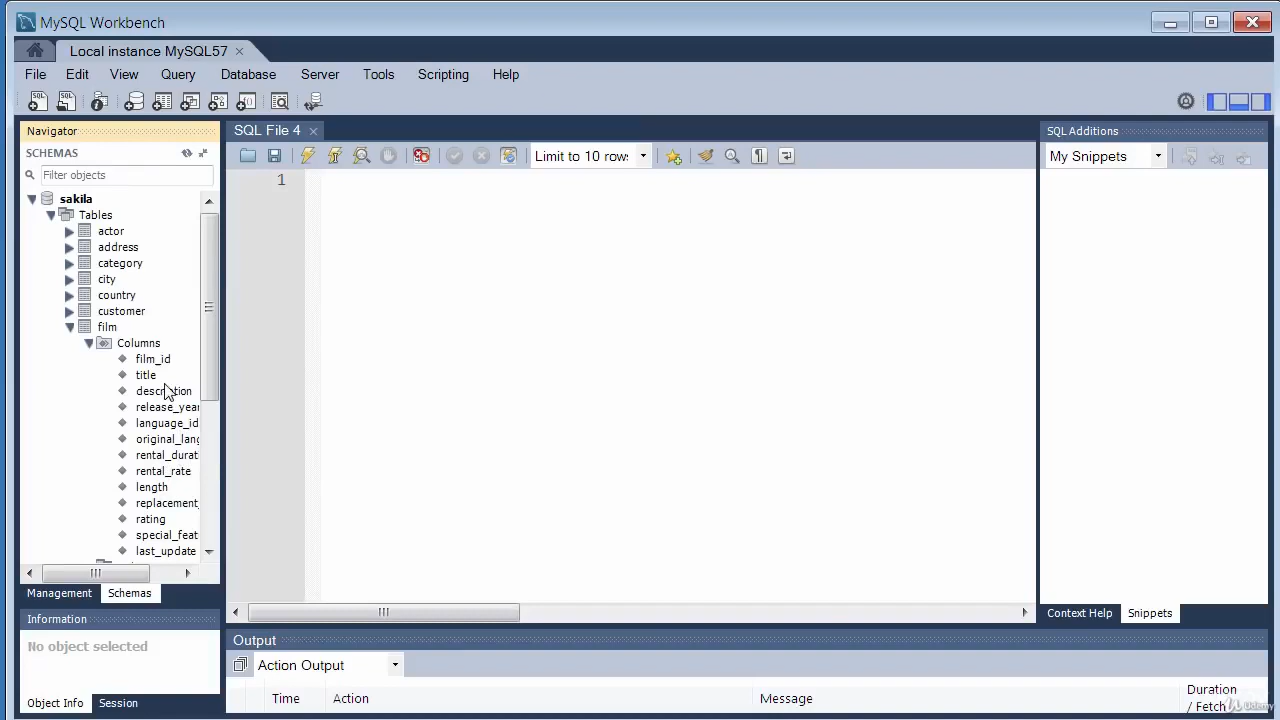 MySQL Workbench
Local instance MySQL57
File Edit View Query Database Server Tools Scripting Help
Navigator
SCHEMAS
Filter objects
sakila
Tables
actor
address
category
city
country
customer
film
Columns
film_id
title
description
release_year
language_id
original_lang
rental_durat
rental_rate
length
replacement_
rating
special_feat
last_update
Management Schemas
Information
No object selected
Object Info Session
SQL File 4
Limit to 10 rows
1
SQL Additions
My Snippets
Context Help Snippets
Output
Action Output
Time Action Message Duration / Fetch
Udemy